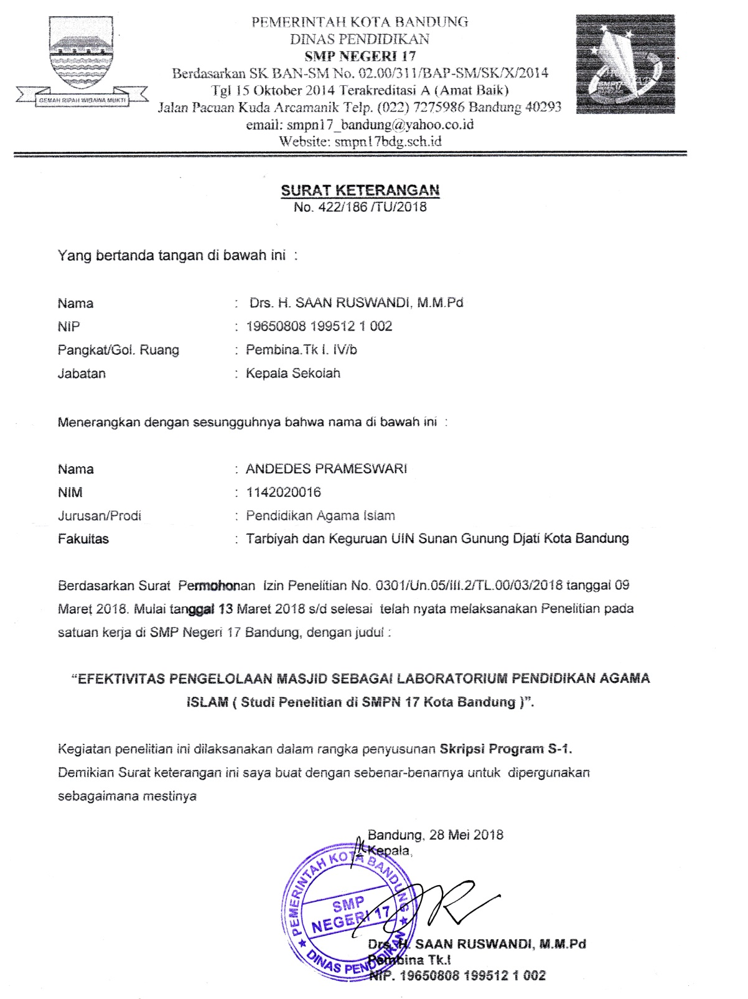 PEMERINTAH KOTA BANDUNG
DINAS PENDIDIKAN
SMP NEGERI 17
Berdasarkan SK BAN-SM No. 02.00/311/BAP-SM/SK/X/2014
Tgl 15 Oktober 2014 Terakreditasi A (Amat Baik)
Jalan Pacuan Kuda Arcamanik Telp. (022) 7275986 Bandung 40293
email: smpn17_bandung@yahoo.co.id
Website: smpn17bdg.sch.id
GEMAH RIPAH WIBAWA MUKTI
SURAT KETERANGAN
No. 422/186 /TU/2018
Yang bertanda tangan di bawah ini :
Nama : Drs. H. SAAN RUSWANDI, M.M.Pd
NIP : 19650808 199512 1 002
Pangkat/Gol. Ruang : Pembina.Tk I. IV/b
Jabatan : Kepala Sekolah
Menerangkan dengan sesungguhnya bahwa nama di bawah ini :
Nama : ANDEDES PRAMESWARI
NIM : 1142020016
Jurusan/Prodi : Pendidikan Agama Islam
Fakultas : Tarbiyah dan Keguruan UIN Sunan Gunung Djati Kota Bandung
Berdasarkan Surat Permohonan Izin Penelitian No. 0301/Un.05/III.2/TL.00/03/2018 tanggal 09
Maret 2018. Mulai tanggal 13 Maret 2018 s/d selesai telah nyata melaksanakan Penelitian pada
satuan kerja di SMP Negeri 17 Bandung, dengan judul :
“EFEKTIVITAS PENGELOLAAN MASJID SEBAGAI LABORATORIUM PENDIDIKAN AGAMA
ISLAM ( Studi Penelitian di SMPN 17 Kota Bandung )”.
Kegiatan penelitian ini dilaksanakan dalam rangka penyusunan Skripsi Program S-1.
Demikian Surat keterangan ini saya buat dengan sebenar-benarnya untuk dipergunakan
sebagaimana mestinya
Bandung, 28 Mei 2018
Kepala,
PEMERINTAH KOTA BANDUNG
SMP
NEGERI 17
DINAS PENDIDIKAN
Drs. H. SAAN RUSWANDI, M.M.Pd
Pembina Tk.I
NIP. 19650808 199512 1 002